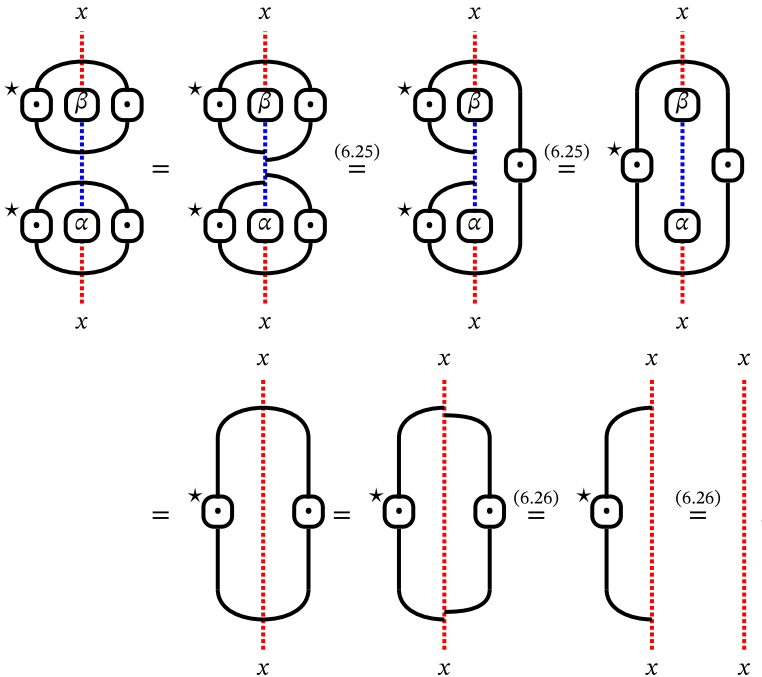 x x x x
⋆ β ⋆ β ⋆ β β
= (6.25) = (6.25) = ⋆
⋆ α ⋆ α ⋆ α α
x x x x
x x x x
= ⋆ = ⋆ (6.26) = ⋆ (6.26) = .
x x x x